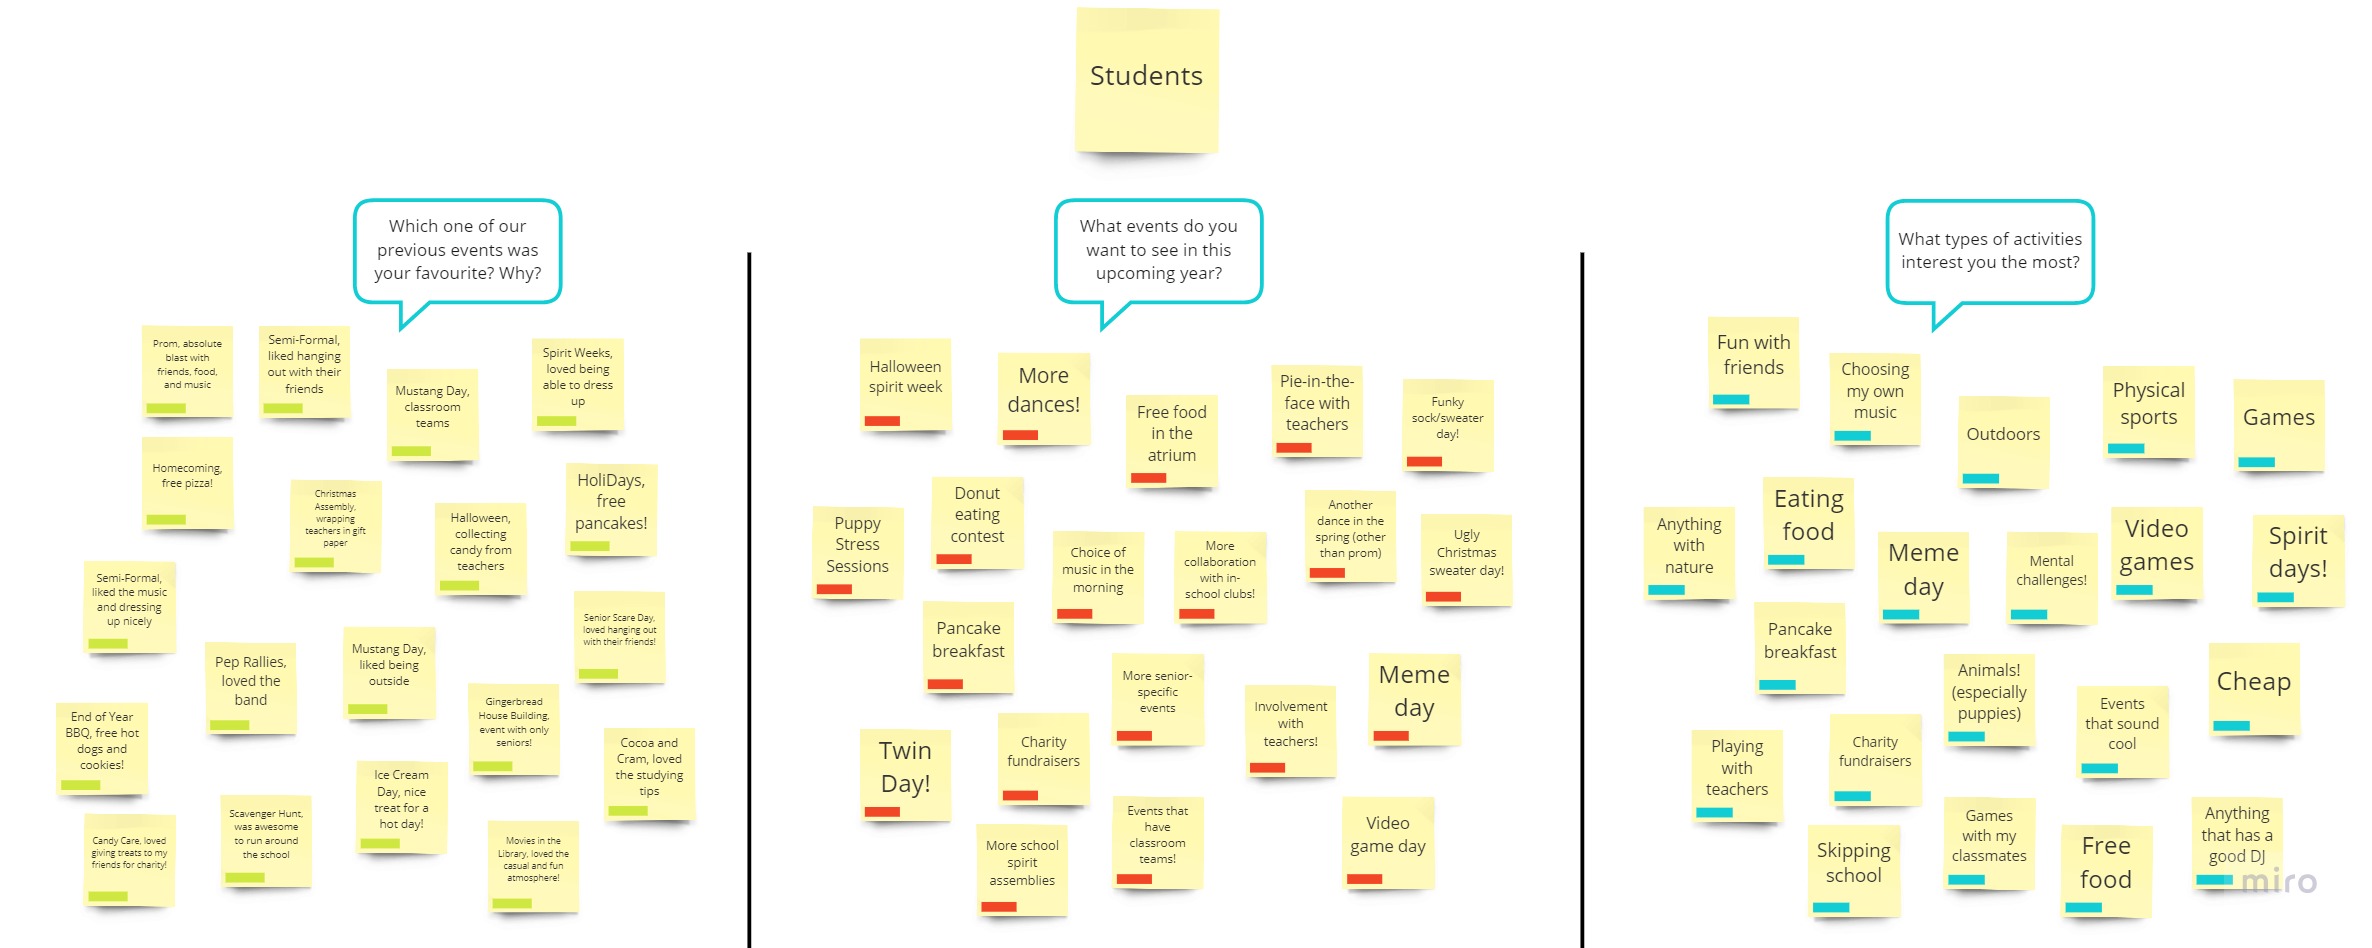 Students
Which one of our
previous events was
your favourite? Why?
Prom, absolute
blast with
friends, food,
and music
Semi-Formal,
liked hanging
out with their
friends
Mustang Day,
classroom
teams
Spirit Weeks,
loved being
able to dress
up
Homecoming,
free pizza!
Christmas
Assembly,
wrapping
teachers in gift
paper
Halloween,
collecting
candy from
teachers
HoliDays,
free
pancakes!
Semi-Formal,
liked the music
and dressing
up nicely
Pep Rallies,
loved the
band
Mustang Day,
liked being
outside
Senior Scare Day,
loved hanging out
with their friends!
End of Year
BBQ, free hot
dogs and
cookies!
Gingerbread
House Building,
event with only
seniors!
Cocoa and
Cram, loved
the studying
tips
Candy Care, loved
giving treats to my
friends for charity!
Scavenger Hunt,
was awesome
to run around
the school
Ice Cream
Day, nice
treat for a
hot day!
Movies in the
Library, loved the
casual and fun
atmosphere!
What events do you
want to see in this
upcoming year?
Halloween
spirit week
More
dances!
Free food
in the
atrium
Pie-in-the-
face with
teachers
Funky
sock/sweater
day!
Puppy
Stress
Sessions
Donut
eating
contest
Choice of
music in the
morning
More
collaboration
with in-
school clubs!
Another
dance in the
spring (other
than prom)
Ugly
Christmas
sweater day!
Pancake
breakfast
More senior-
specific
events
Involvement
with
teachers!
Meme
day
Twin
Day!
Charity
fundraisers
Events that
have
classroom
teams!
More school
spirit
assemblies
Video
game day
What types of activities
interest you the most?
Fun with
friends
Choosing
my own
music
Outdoors
Physical
sports
Games
Anything
with
nature
Eating
food
Meme
day
Mental
challenges!
Video
games
Spirit
days!
Pancake
breakfast
Animals!
(especially
puppies)
Events
that sound
cool
Cheap
Playing
with
teachers
Charity
fundraisers
Skipping
school
Games
with my
classmates
Free
food
Anything
that has a
good DJ
miro